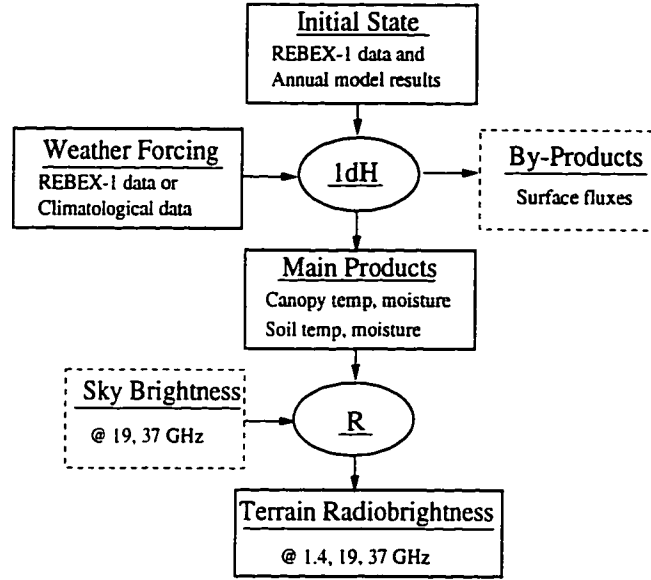 Initial State
REBEX-1 data and
Annual model results
Weather Forcing
REBEX-1 data or
Climatological data
1dH
By-Products
Surface fluxes
Main Products
Canopy temp, moisture
Soil temp, moisture
Sky Brightness
@ 19, 37 GHz
R
Terrain Radiobrightness
@ 1.4, 19, 37 GHz